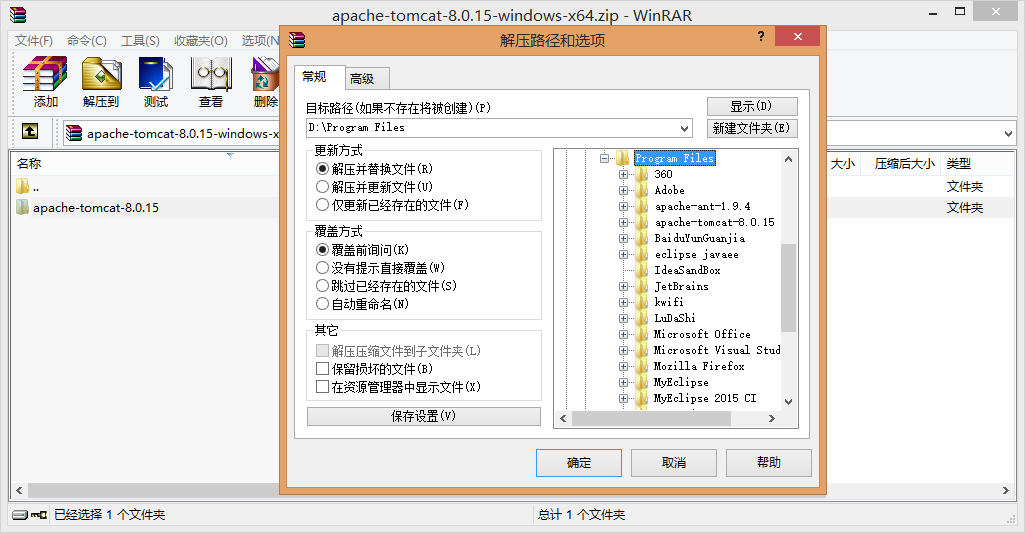 apache-tomcat-8.0.15-windows-x64.zip - WinRAR
文件(F) 命令(C) 工具(S) 收藏夹(O) 选项(N
添加 解压到 测试 查看 删除
apache-tomcat-8.0.15-windows-x
名称 大小 压缩后大小 类型
.. 文件夹
apache-tomcat-8.0.15 文件夹
解压路径和选项
?
常规 高级
目标路径(如果不存在将被创建)(P)
显示(D)
D:\Program Files
新建文件夹(E)
更新方式
解压并替换文件(R)
解压并更新文件(U)
仅更新已经存在的文件(F)
覆盖方式
覆盖前询问(K)
没有提示直接覆盖(W)
跳过已经存在的文件(S)
自动重命名(N)
其它
解压压缩文件到子文件夹(L)
保留损坏的文件(B)
在资源管理器中显示文件(X)
保存设置(V)
Program Files
360
Adobe
apache-ant-1.9.4
apache-tomcat-8.0.15
BaiduYunGuanjia
eclipse javaee
IdeaSandBox
JetBrains
kwifi
LuDaShi
Microsoft Office
Microsoft Visual Stud
Mozilla Firefox
MyEclipse
MyEclipse 2015 CI
确定 取消 帮助
已经选择 1 个文件夹 总计 1 个文件夹